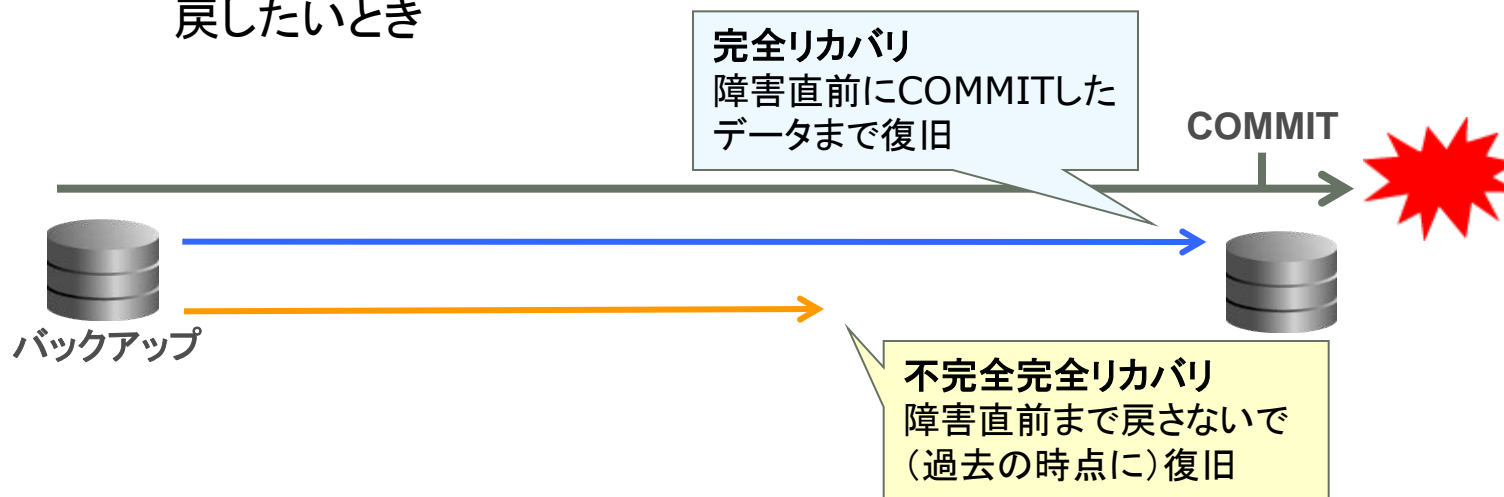 戻したいとき
完全リカバリ
障害直前にCOMMITした
データまで復旧
COMMIT
バックアップ
不完全完全リカバリ
障害直前まで戻さないで
（過去の時点に）復旧